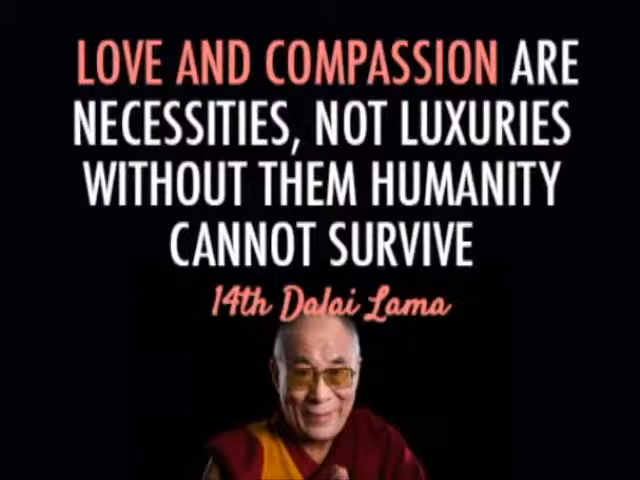 LOVE AND COMPASSION ARE
NECESSITIES, NOT LUXURIES
WITHOUT THEM HUMANITY
CANNOT SURVIVE
14th Dalai Lama